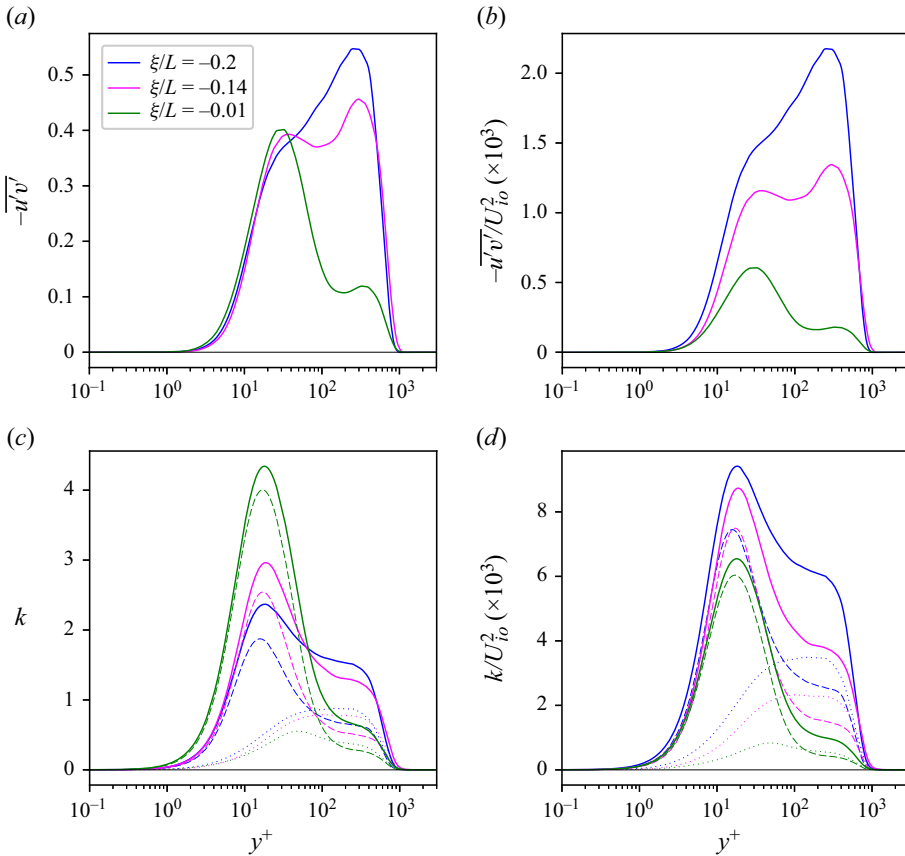 (a)
(b)
0.5
0.4
0.3
0.2
0.1
0
−u′v′
ξ/L = −0.2
ξ/L = −0.14
ξ/L = −0.01
10⁻¹ 10⁰ 10¹ 10² 10³
2.0
1.5
1.0
0.5
0
−u′v′/U²ᵢₒ (×10³)
10⁻¹ 10⁰ 10¹ 10² 10³
(c)
(d)
4
3
2
1
0
k
10⁻¹ 10⁰ 10¹ 10² 10³
y⁺
8
6
4
2
0
k/U²ᵢₒ (×10³)
10⁻¹ 10⁰ 10¹ 10² 10³
y⁺